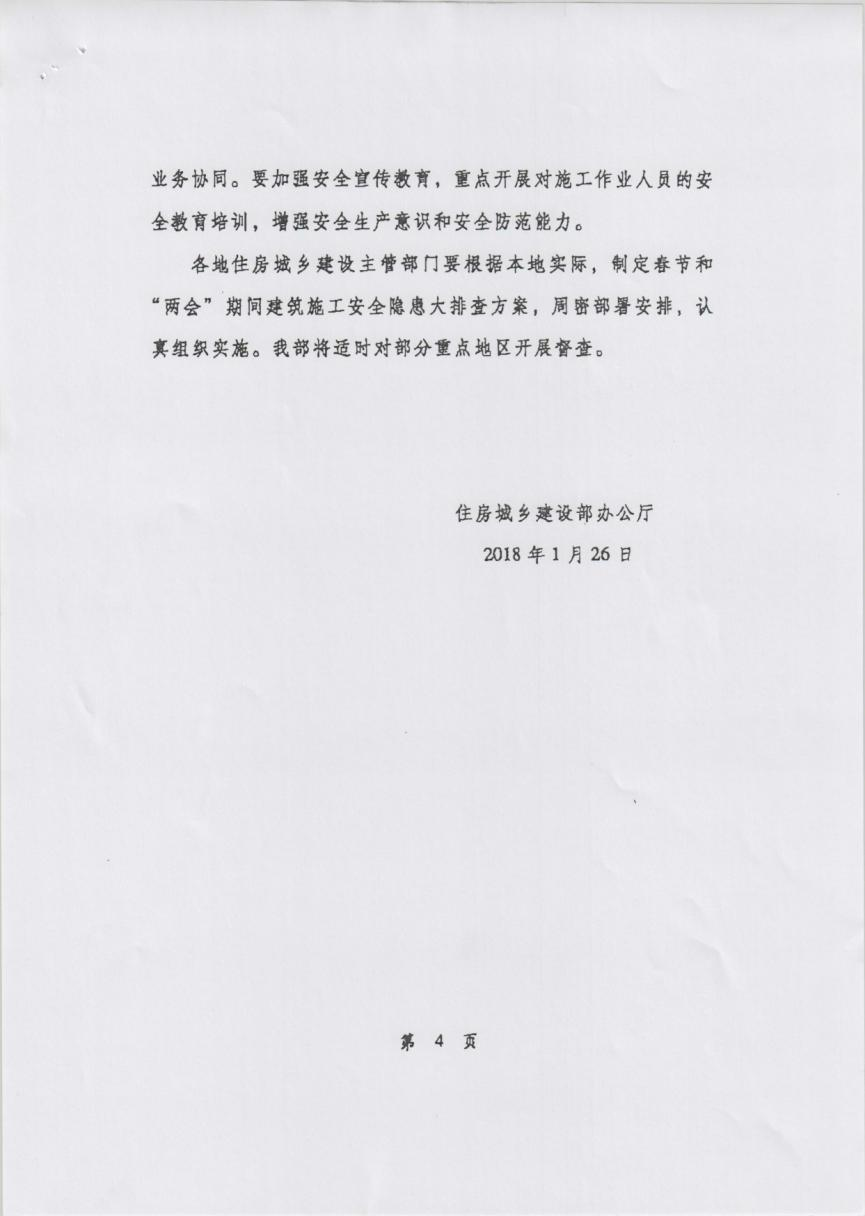 业务协同。要加强安全宣传教育，重点开展对施工作业人员的安
全教育培训，增强安全生产意识和安全防范能力。
各地住房城乡建设主管部门要根据本地实际，制定春节和
“两会”期间建筑施工安全隐患大排查方案，周密部署安排，认
真组织实施。我部将适时对部分重点地区开展督查。
住房城乡建设部办公厅
2018年1月26日
第 4 页